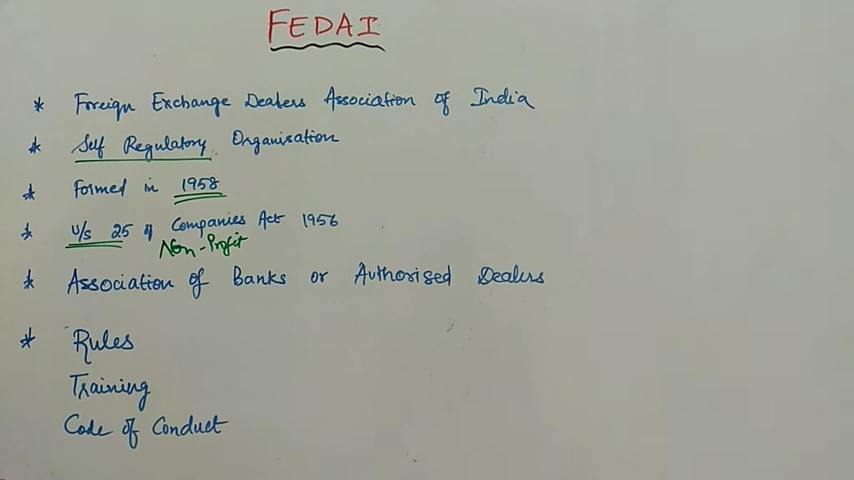 FEDAI
* Foreign Exchange Dealers Association of India
* Self Regulatory Organisation
* Formed in 1958
* u/s 25 of Companies Act 1956
Non-Profit
* Association of Banks or Authorised Dealers
* Rules
Training
Code of Conduct